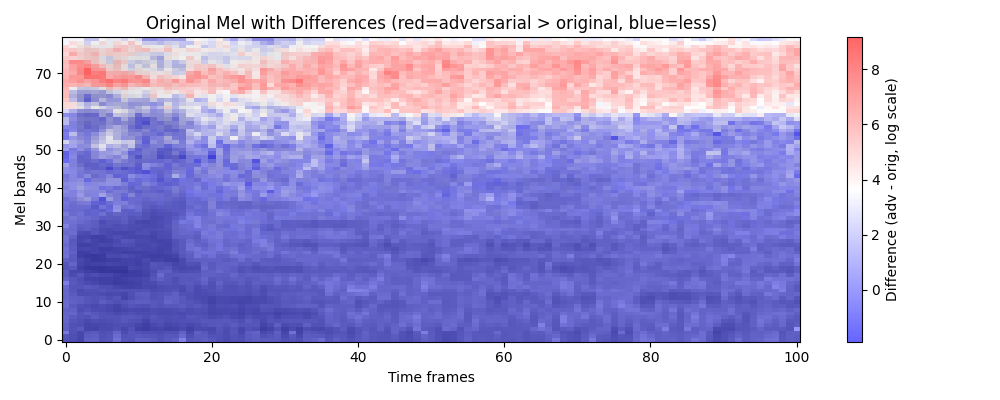 Original Mel with Differences (red=adversarial > original, blue=less)
70
60
50
40
30
20
10
0
Mel bands
0 20 40 60 80 100
Time frames
8
6
4
2
0
Difference (adv - orig, log scale)